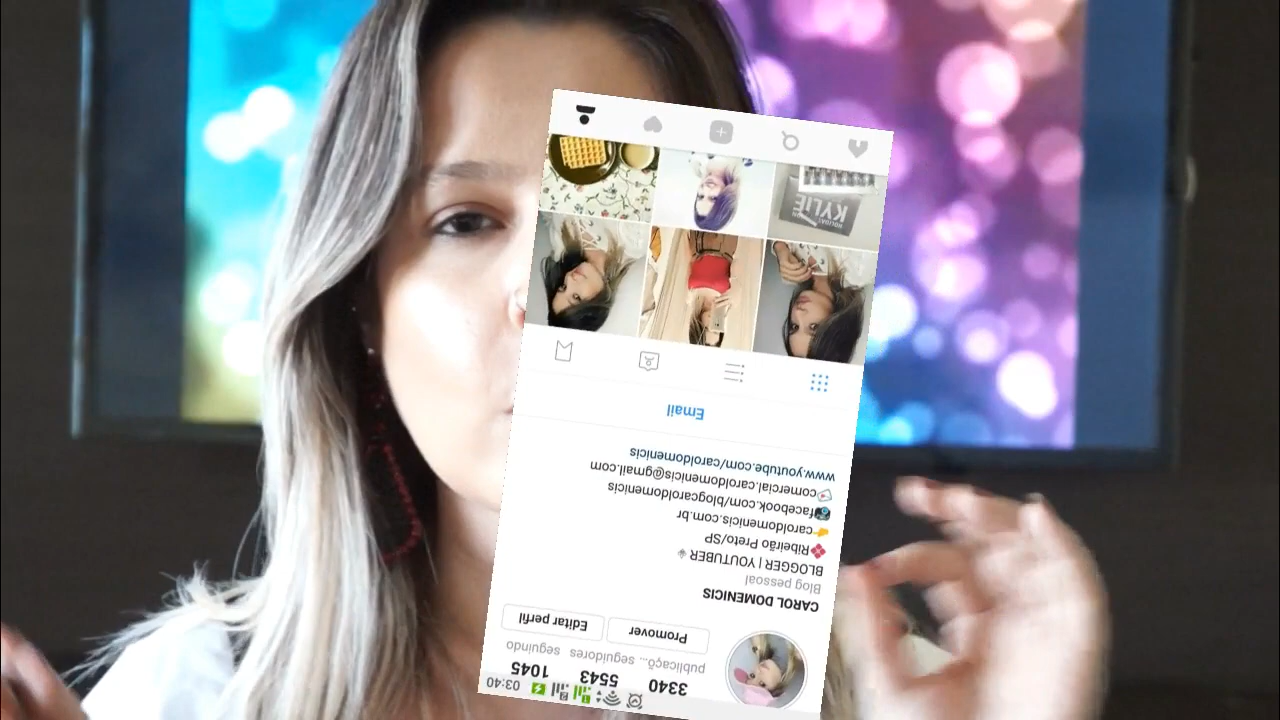 03:40
3340 5543 1045
publicaçõ... seguidores seguindo
Promover Editar perfil
CAROL DOMENICIS
Blog pessoal
BLOGGER | YOUTUBER
Ribeirão Preto/SP
caroldomenicis.com.br
facebook.com/blogcaroldomenicis
comercial.caroldomenicis@gmail.com
www.youtube.com/caroldomenicis
Email
HOLIDAY
KYLIE